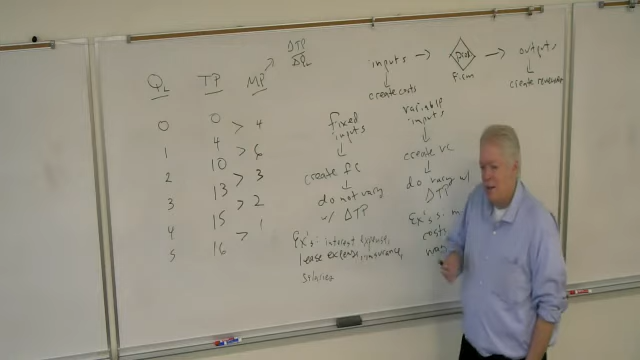 Q_L TP MP → ΔTP/ΔP_L
0 0
> 4
1 4
> 6
2 10
> 3
3 13
> 2
4 15
> 1
5 16
inputs → prod → outputs
firm
↓ create costs
↓ create revenue
fixed
inputs
↓
create FC
↓
do not vary
w/ ΔTP
Ex's: interest expense,
lease expense, insurance,
salaries
variable
inputs
↓
create VC
↓
do vary w/
ΔTP
Ex's: m
costs